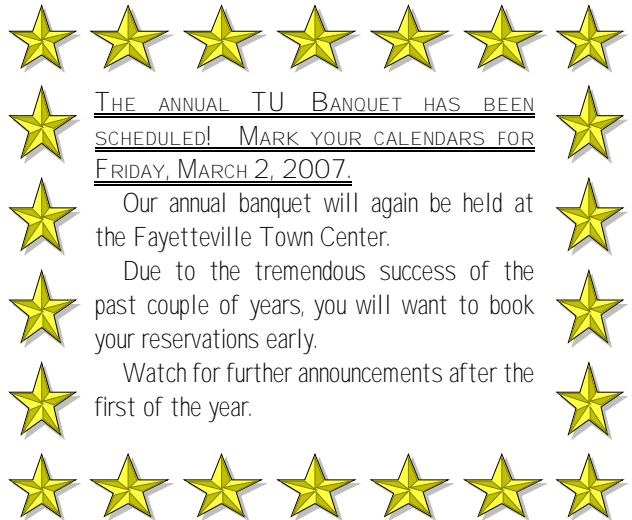 THE ANNUAL TU BANQUET HAS BEEN
SCHEDULED! MARK YOUR CALENDARS FOR
FRIDAY, MARCH 2, 2007.
Our annual banquet will again be held at
the Fayetteville Town Center.
Due to the tremendous success of the
past couple of years, you will want to book
your reservations early.
Watch for further announcements after the
first of the year.